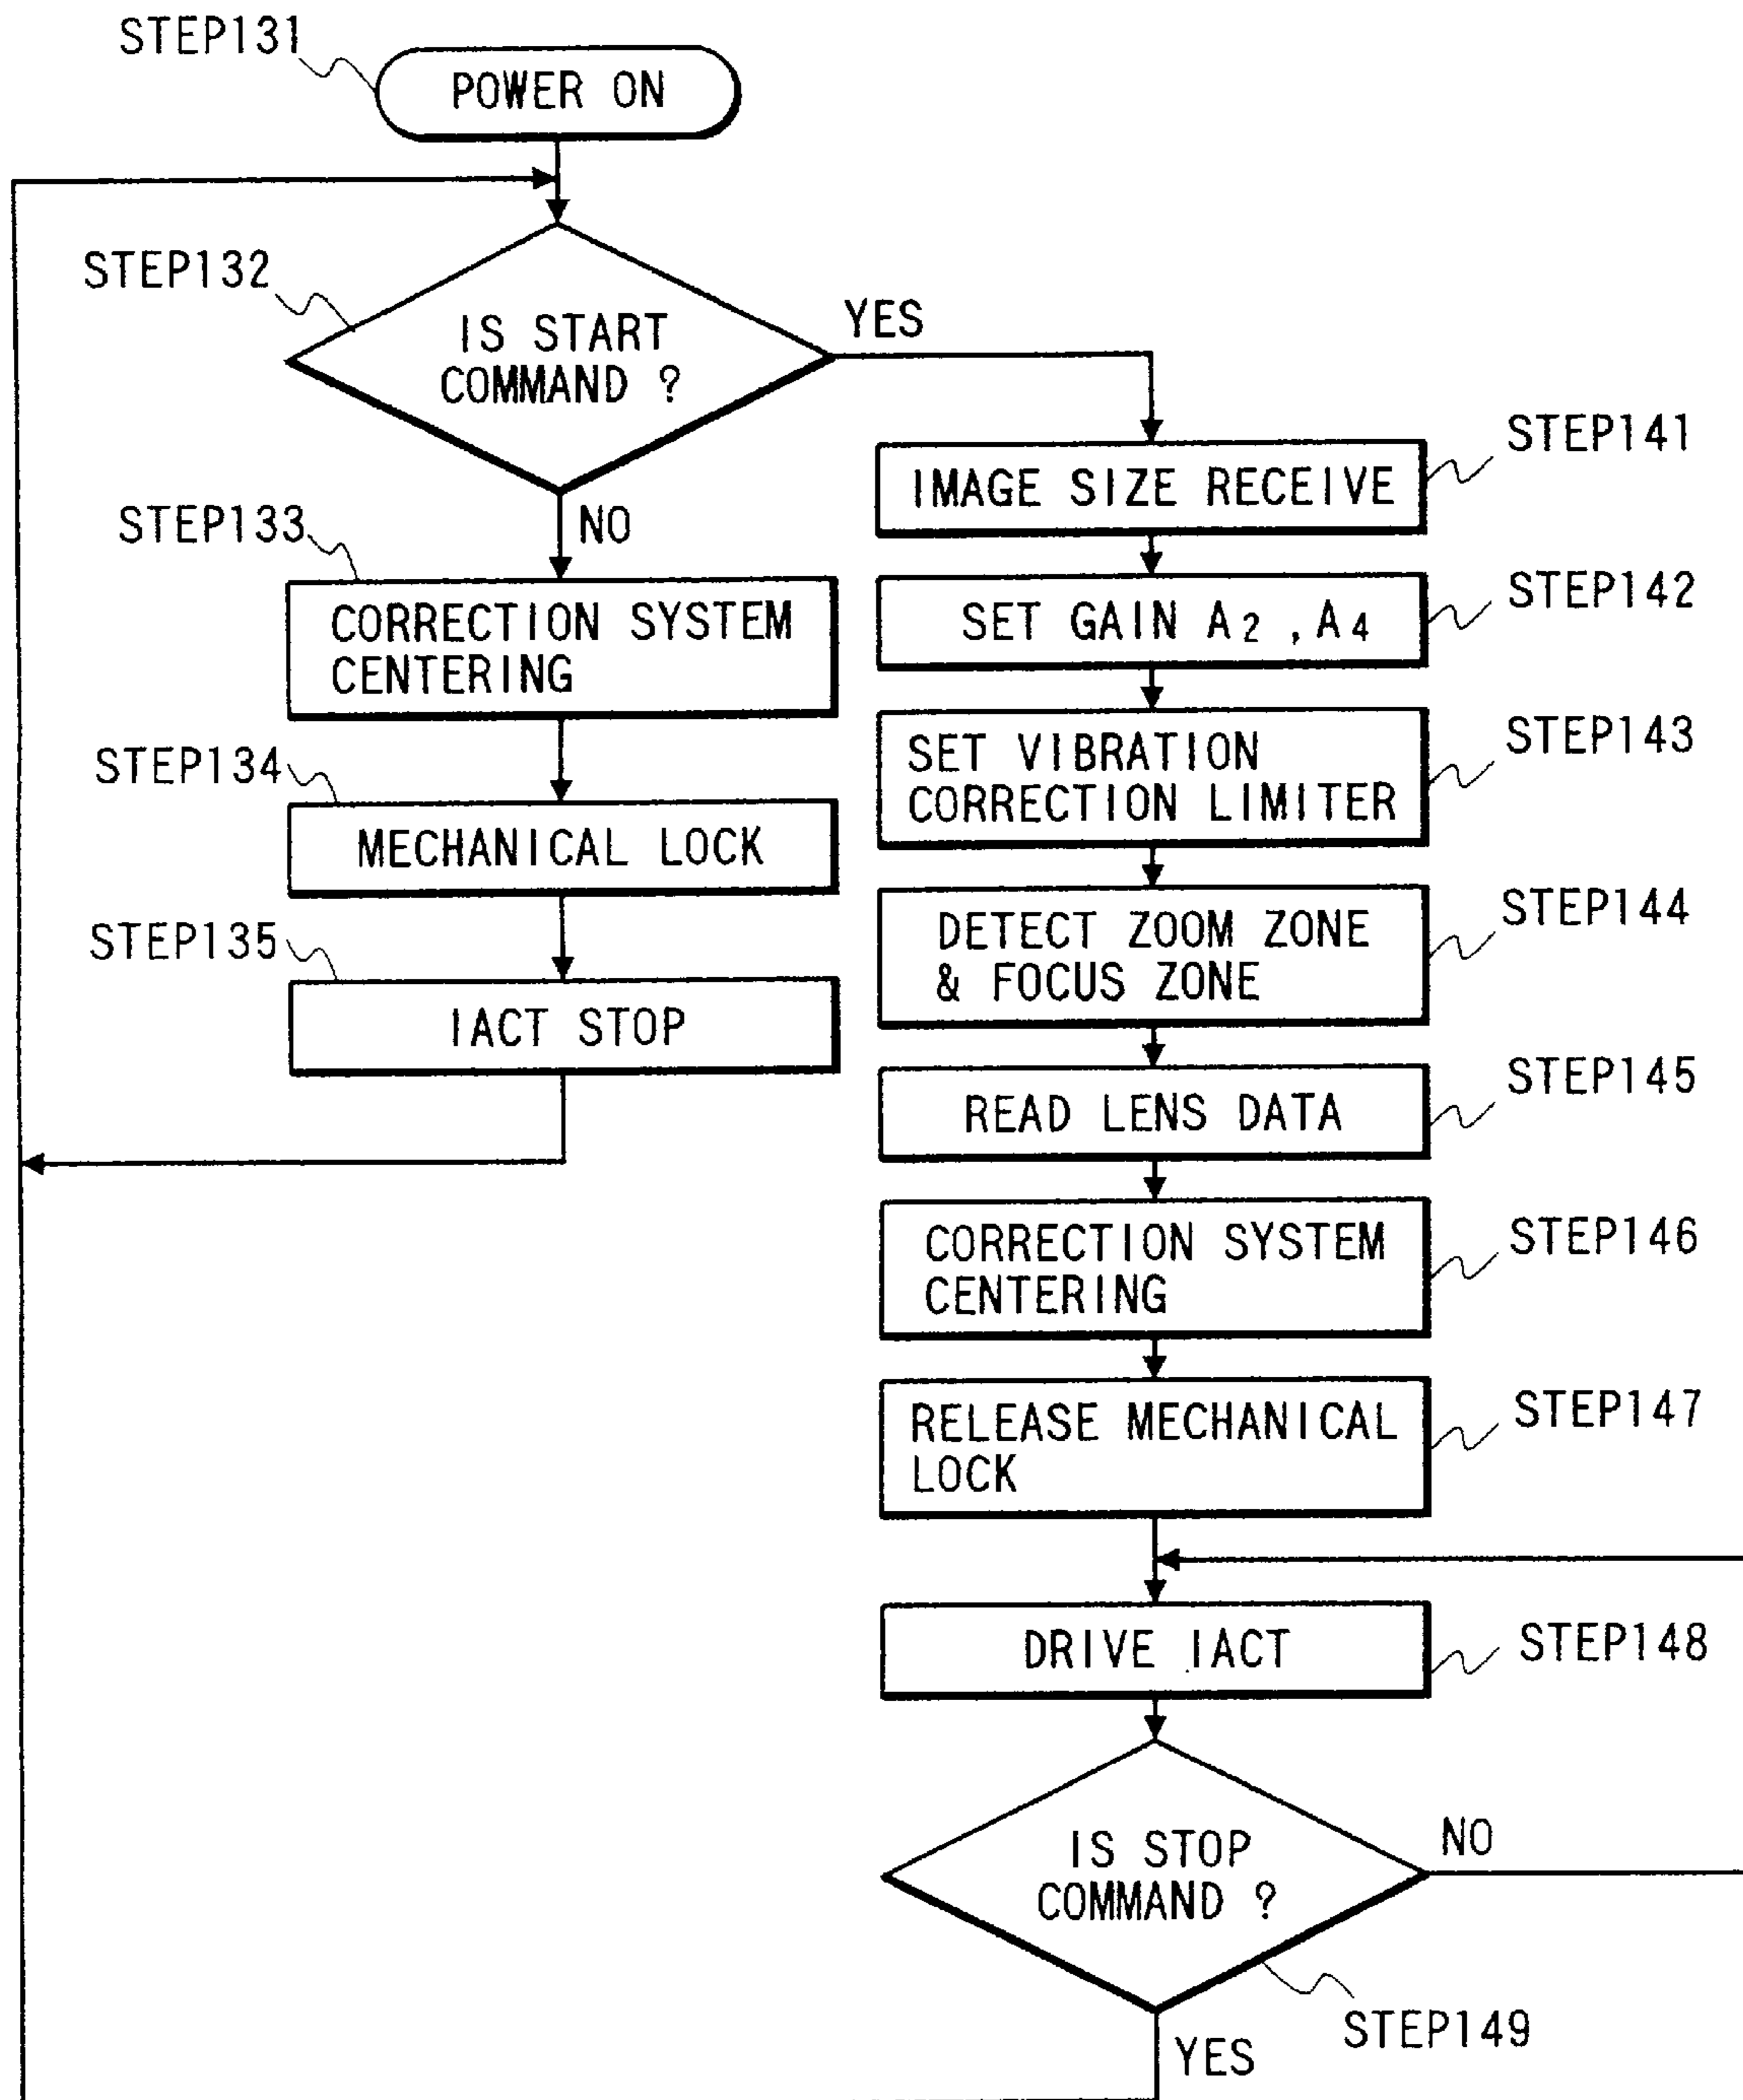 STEP131
POWER ON
STEP132
IS START
COMMAND ?
YES
NO
STEP133
CORRECTION SYSTEM
CENTERING
STEP134
MECHANICAL LOCK
STEP135
IACT STOP
STEP141
IMAGE SIZE RECEIVE
STEP142
SET GAIN A2 , A4
STEP143
SET VIBRATION
CORRECTION LIMITER
STEP144
DETECT ZOOM ZONE
& FOCUS ZONE
STEP145
READ LENS DATA
STEP146
CORRECTION SYSTEM
CENTERING
STEP147
RELEASE MECHANICAL
LOCK
STEP148
DRIVE IACT
IS STOP
COMMAND ?
NO
STEP149
YES